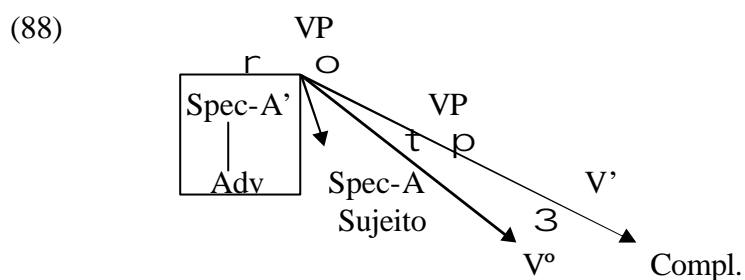 (88) VP
r o
Spec-A’ VP
t p
Adv Spec-A V’
Sujeito 3
Vº Compl.